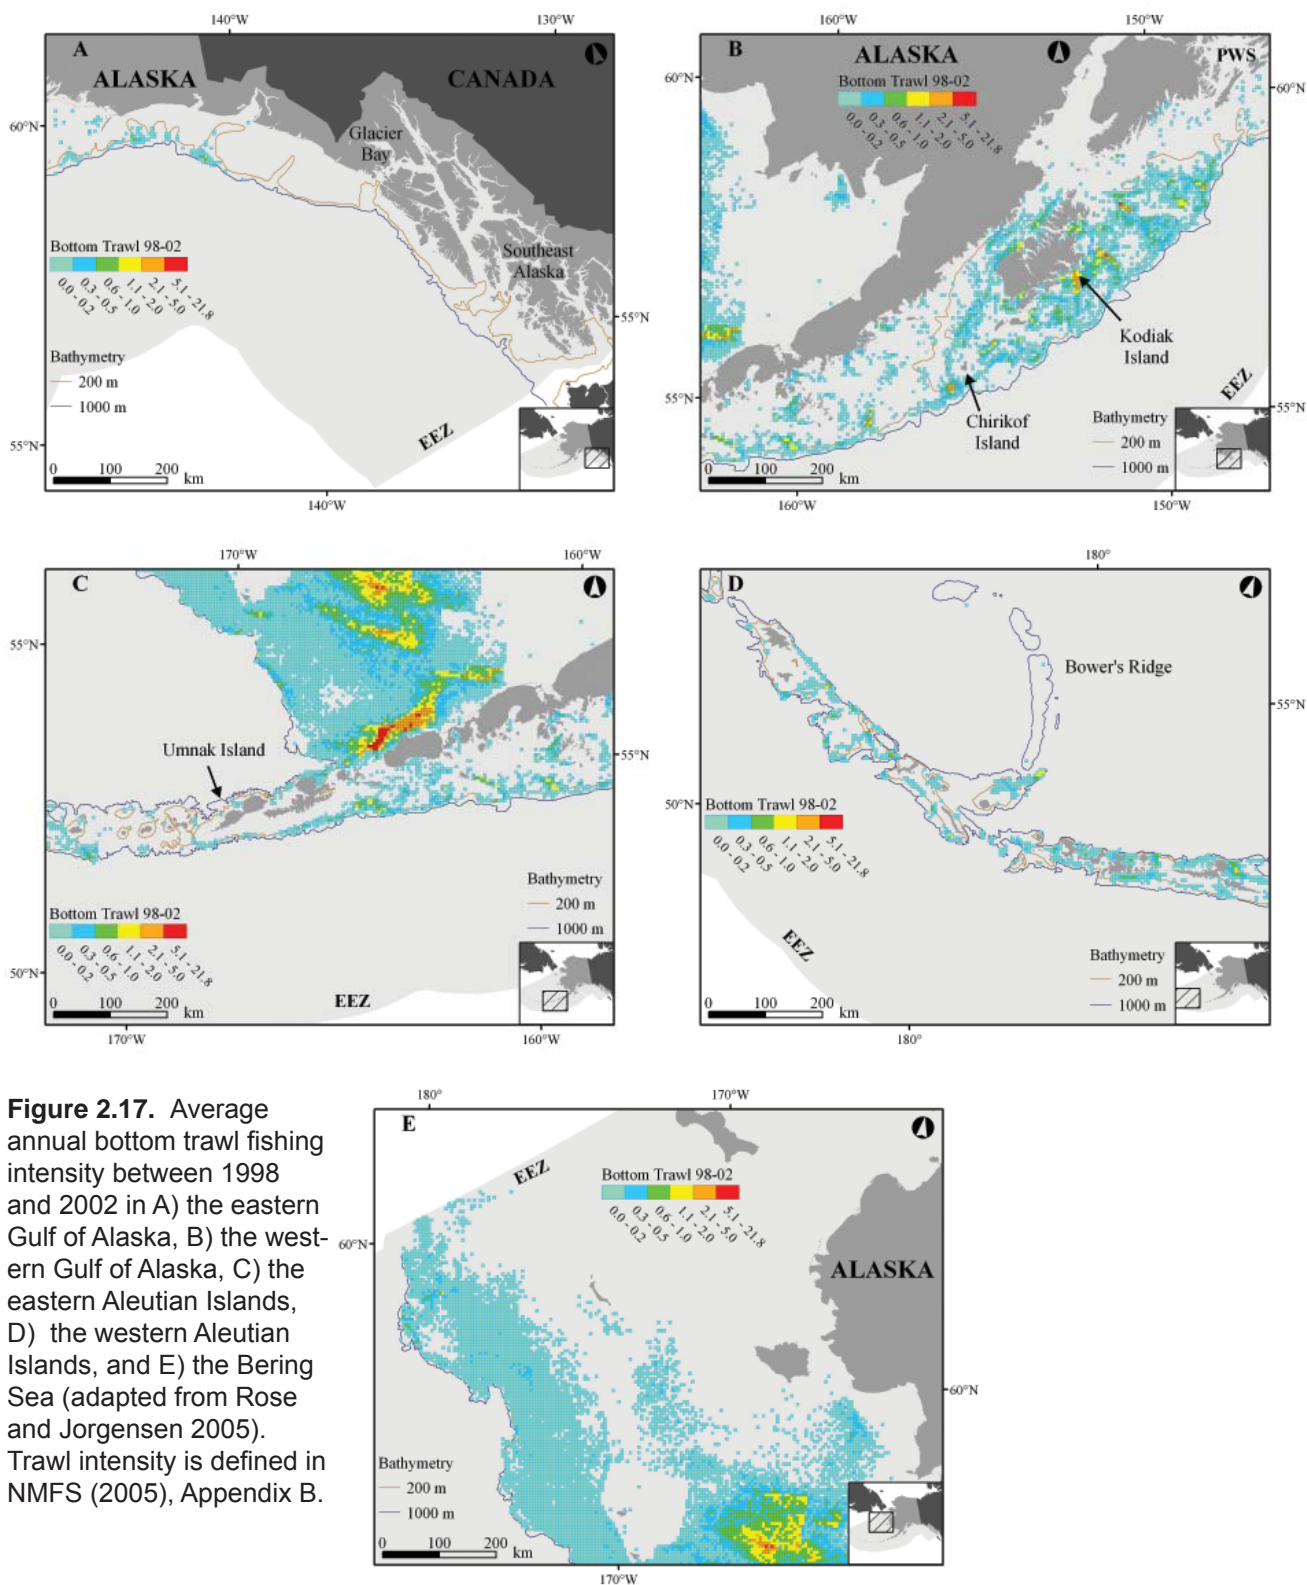 140°W
130°W
A
ALASKA
CANADA
60°N
Glacier
Bay
Bottom Trawl 98-02
0.0 - 0.2
0.3 - 0.5
0.6 - 1.0
1.1 - 2.0
2.1 - 5.0
5.1 - 21.8
Southeast
Alaska
55°N
Bathymetry
200 m
1000 m
EEZ
55°N
0 100 200
km
140°W
160°W
150°W
B
ALASKA
PWS
60°N
60°N
Bottom Trawl 98-02
0.0 - 0.2
0.3 - 0.5
0.6 - 1.0
1.1 - 2.0
2.1 - 5.0
5.1 - 21.8
Kodiak
Island
EEZ
55°N
55°N
Chirikof
Island
Bathymetry
200 m
1000 m
0 100 200
km
160°W
150°W
170°W
160°W
C
55°N
Umnak Island
55°N
Bottom Trawl 98-02
0.0 - 0.2
0.3 - 0.5
0.6 - 1.0
1.1 - 2.0
2.1 - 5.0
5.1 - 21.8
Bathymetry
200 m
1000 m
50°N
EEZ
0 100 200
km
170°W
160°W
180°
D
Bower's Ridge
55°N
50°N
Bottom Trawl 98-02
0.0 - 0.2
0.3 - 0.5
0.6 - 1.0
1.1 - 2.0
2.1 - 5.0
5.1 - 21.8
EEZ
Bathymetry
200 m
1000 m
0 100 200
km
180°
Figure 2.17. Average
annual bottom trawl fishing
intensity between 1998
and 2002 in A) the eastern
Gulf of Alaska, B) the west-
ern Gulf of Alaska, C) the
eastern Aleutian Islands,
D) the western Aleutian
Islands, and E) the Bering
Sea (adapted from Rose
and Jorgensen 2005).
Trawl intensity is defined in
NMFS (2005), Appendix B.
180°
170°W
E
EEZ
Bottom Trawl 98-02
0.0 - 0.2
0.3 - 0.5
0.6 - 1.0
1.1 - 2.0
2.1 - 5.0
5.1 - 21.8
60°N
ALASKA
60°N
Bathymetry
200 m
1000 m
0 100 200
km
170°W